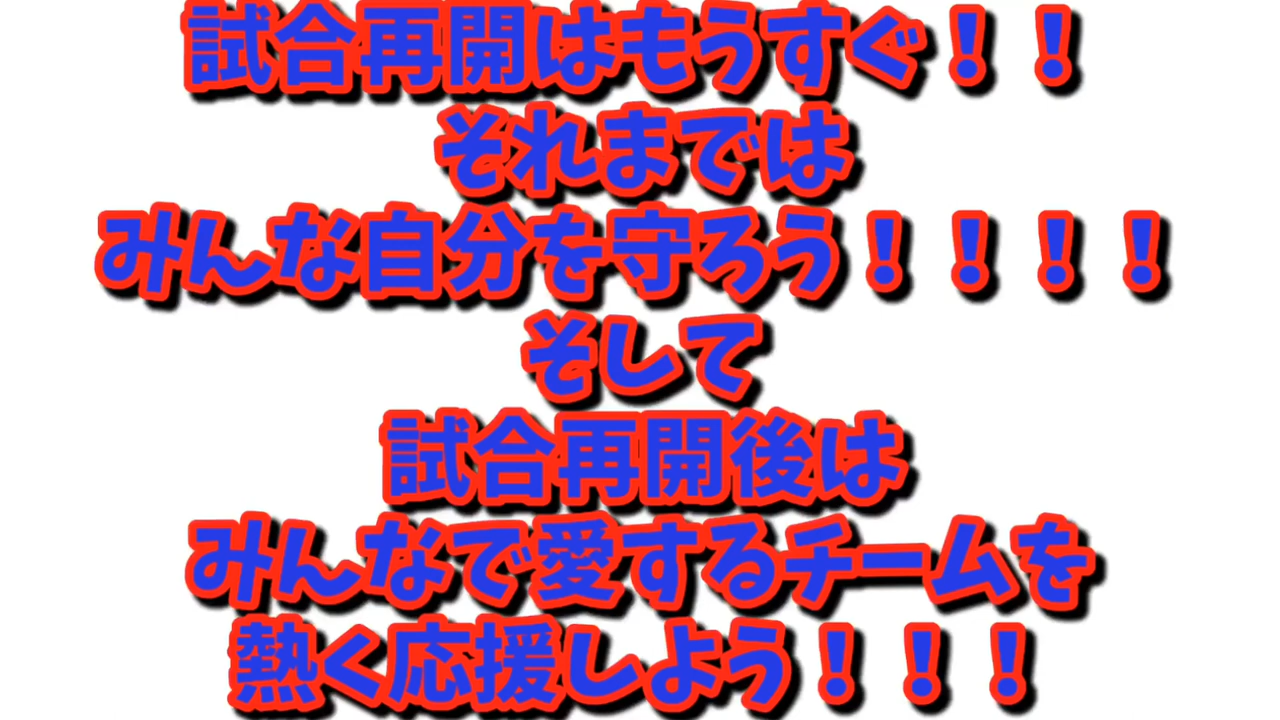 試合再開はもうすぐ！！
それまでは
みんな自分を守ろう！！！！
そして
試合再開後は
みんなで愛するチームを
熱く応援しよう！！！